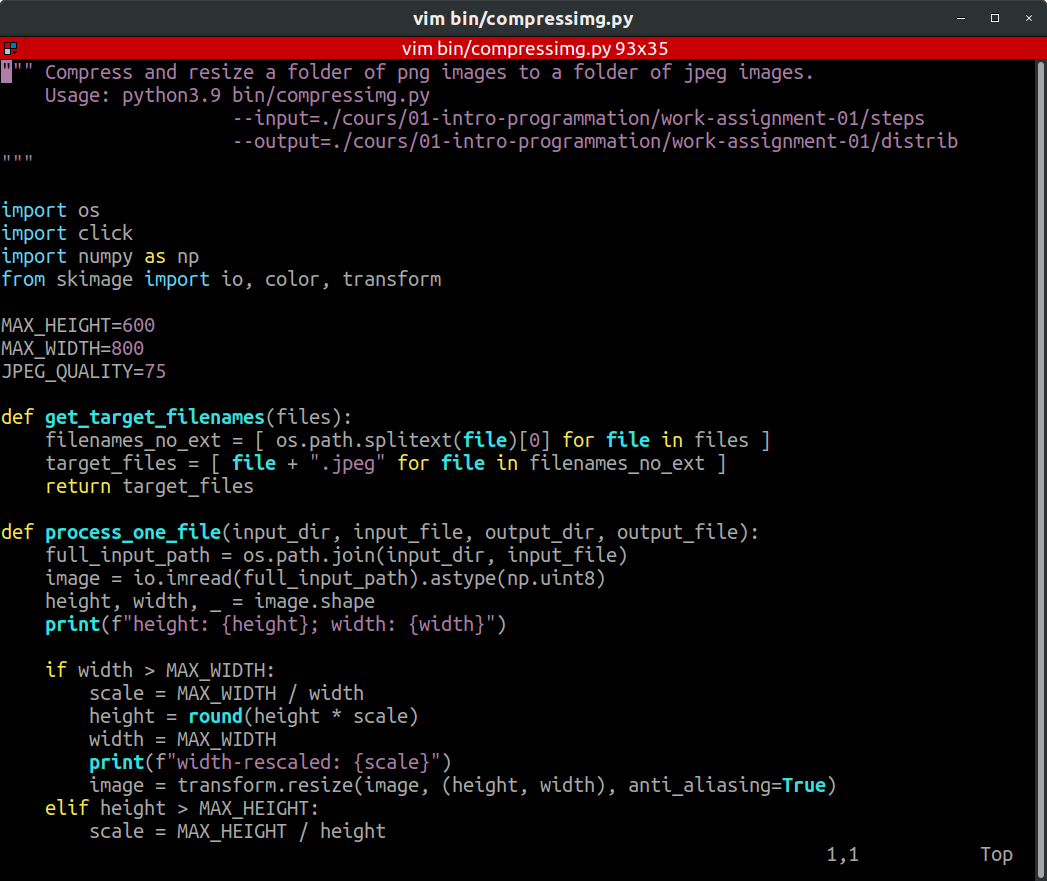 vim bin/compressimg.py
vim bin/compressimg.py 93x35
""" Compress and resize a folder of png images to a folder of jpeg images.
    Usage: python3.9 bin/compressimg.py
                     --input=./cours/01-intro-programmation/work-assignment-01/steps
                     --output=./cours/01-intro-programmation/work-assignment-01/distrib
"""

import os
import click
import numpy as np
from skimage import io, color, transform

MAX_HEIGHT=600
MAX_WIDTH=800
JPEG_QUALITY=75

def get_target_filenames(files):
    filenames_no_ext = [ os.path.splitext(file)[0] for file in files ]
    target_files = [ file + ".jpeg" for file in filenames_no_ext ]
    return target_files

def process_one_file(input_dir, input_file, output_dir, output_file):
    full_input_path = os.path.join(input_dir, input_file)
    image = io.imread(full_input_path).astype(np.uint8)
    height, width, _ = image.shape
    print(f"height: {height}; width: {width}")

    if width > MAX_WIDTH:
        scale = MAX_WIDTH / width
        height = round(height * scale)
        width = MAX_WIDTH
        print(f"width-rescaled: {scale}")
        image = transform.resize(image, (height, width), anti_aliasing=True)
    elif height > MAX_HEIGHT:
        scale = MAX_HEIGHT / height
1,1 Top